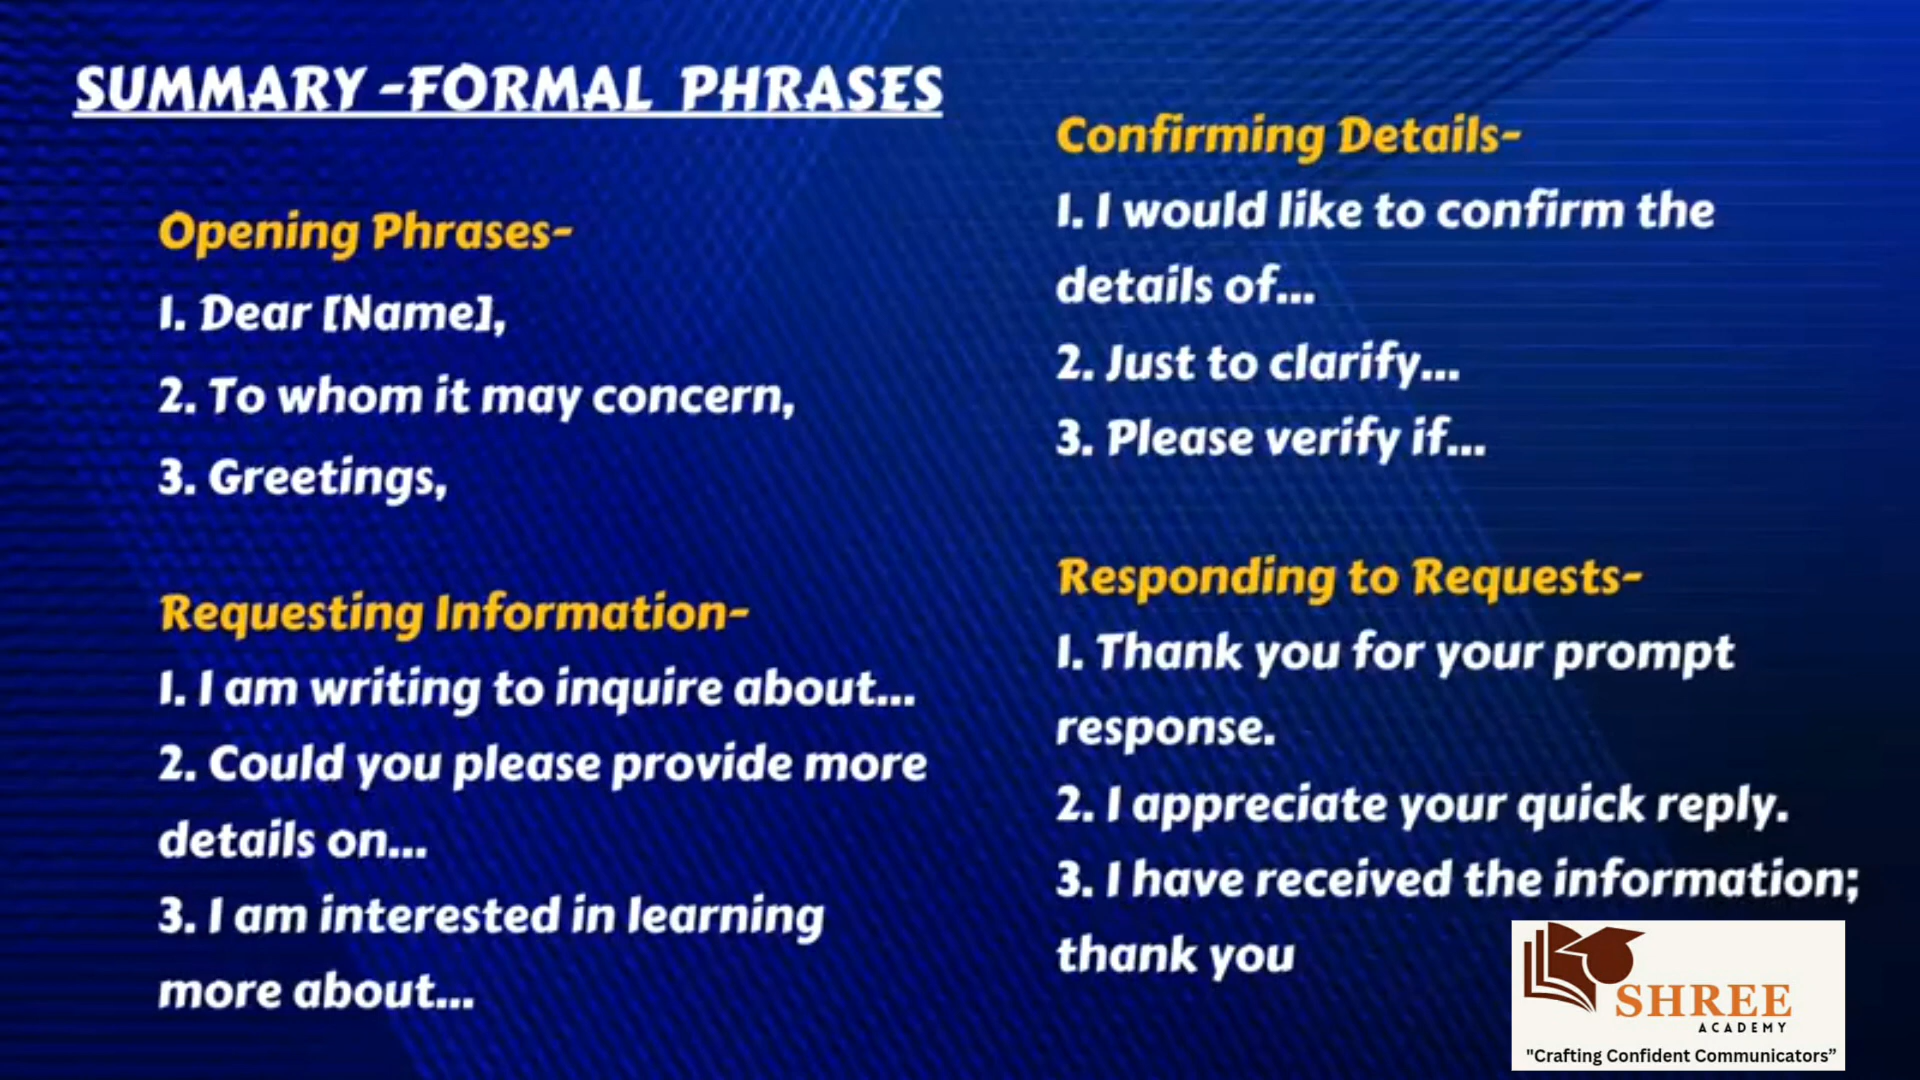 SUMMARY -FORMAL PHRASES
Opening Phrases-
1. Dear [Name],
2. To whom it may concern,
3. Greetings,
Requesting Information-
1. I am writing to inquire about...
2. Could you please provide more
details on...
3. I am interested in learning
more about...
Confirming Details-
1. I would like to confirm the
details of...
2. Just to clarify...
3. Please verify if...
Responding to Requests-
1. Thank you for your prompt
response.
2. I appreciate your quick reply.
3. I have received the information;
thank you
SHREE
ACADEMY
"Crafting Confident Communicators”